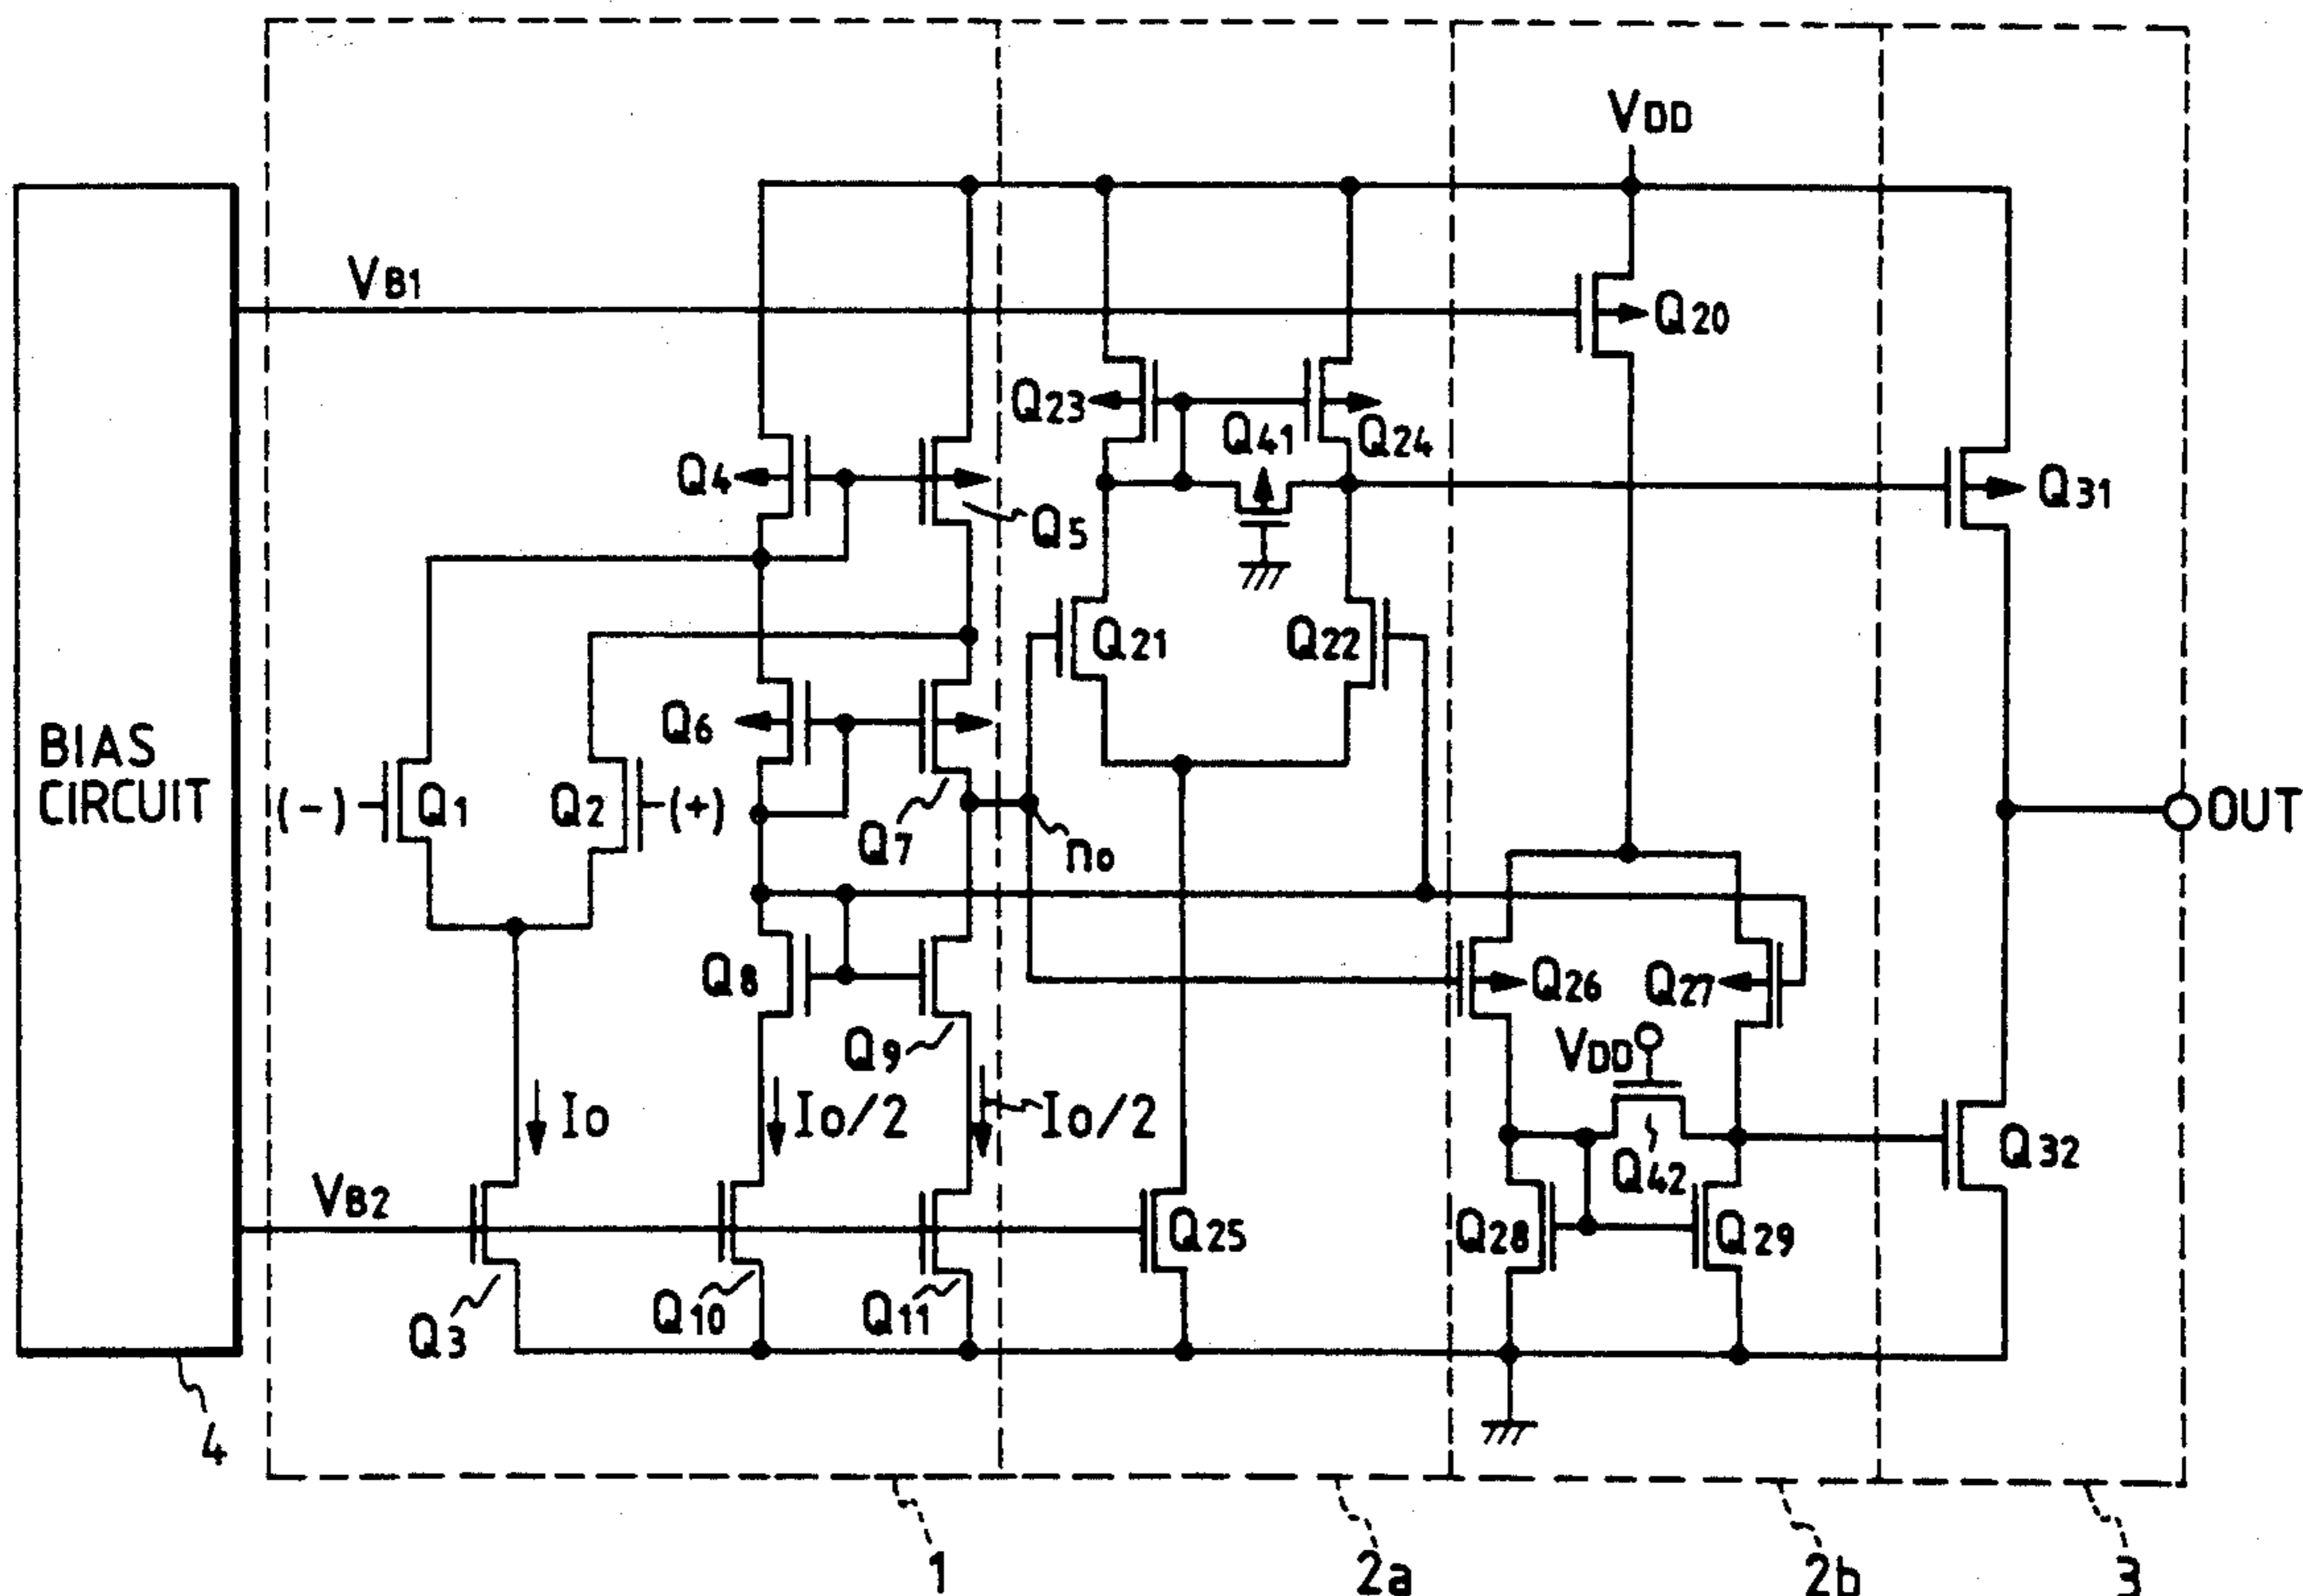 VDD
VB1
Q20
Q23
Q41
Q24
Q4
Q5
Q31
Q21
Q22
Q6
BIAS
CIRCUIT
(-)
Q1
Q2
(+)
Q7
no
OUT
Q8
Q26
Q27
Q9
VDD
Io
Io/2
Io/2
Q42
Q32
VB2
Q25
Q28
Q29
Q3
Q10
Q11
4
1
2a
2b
3